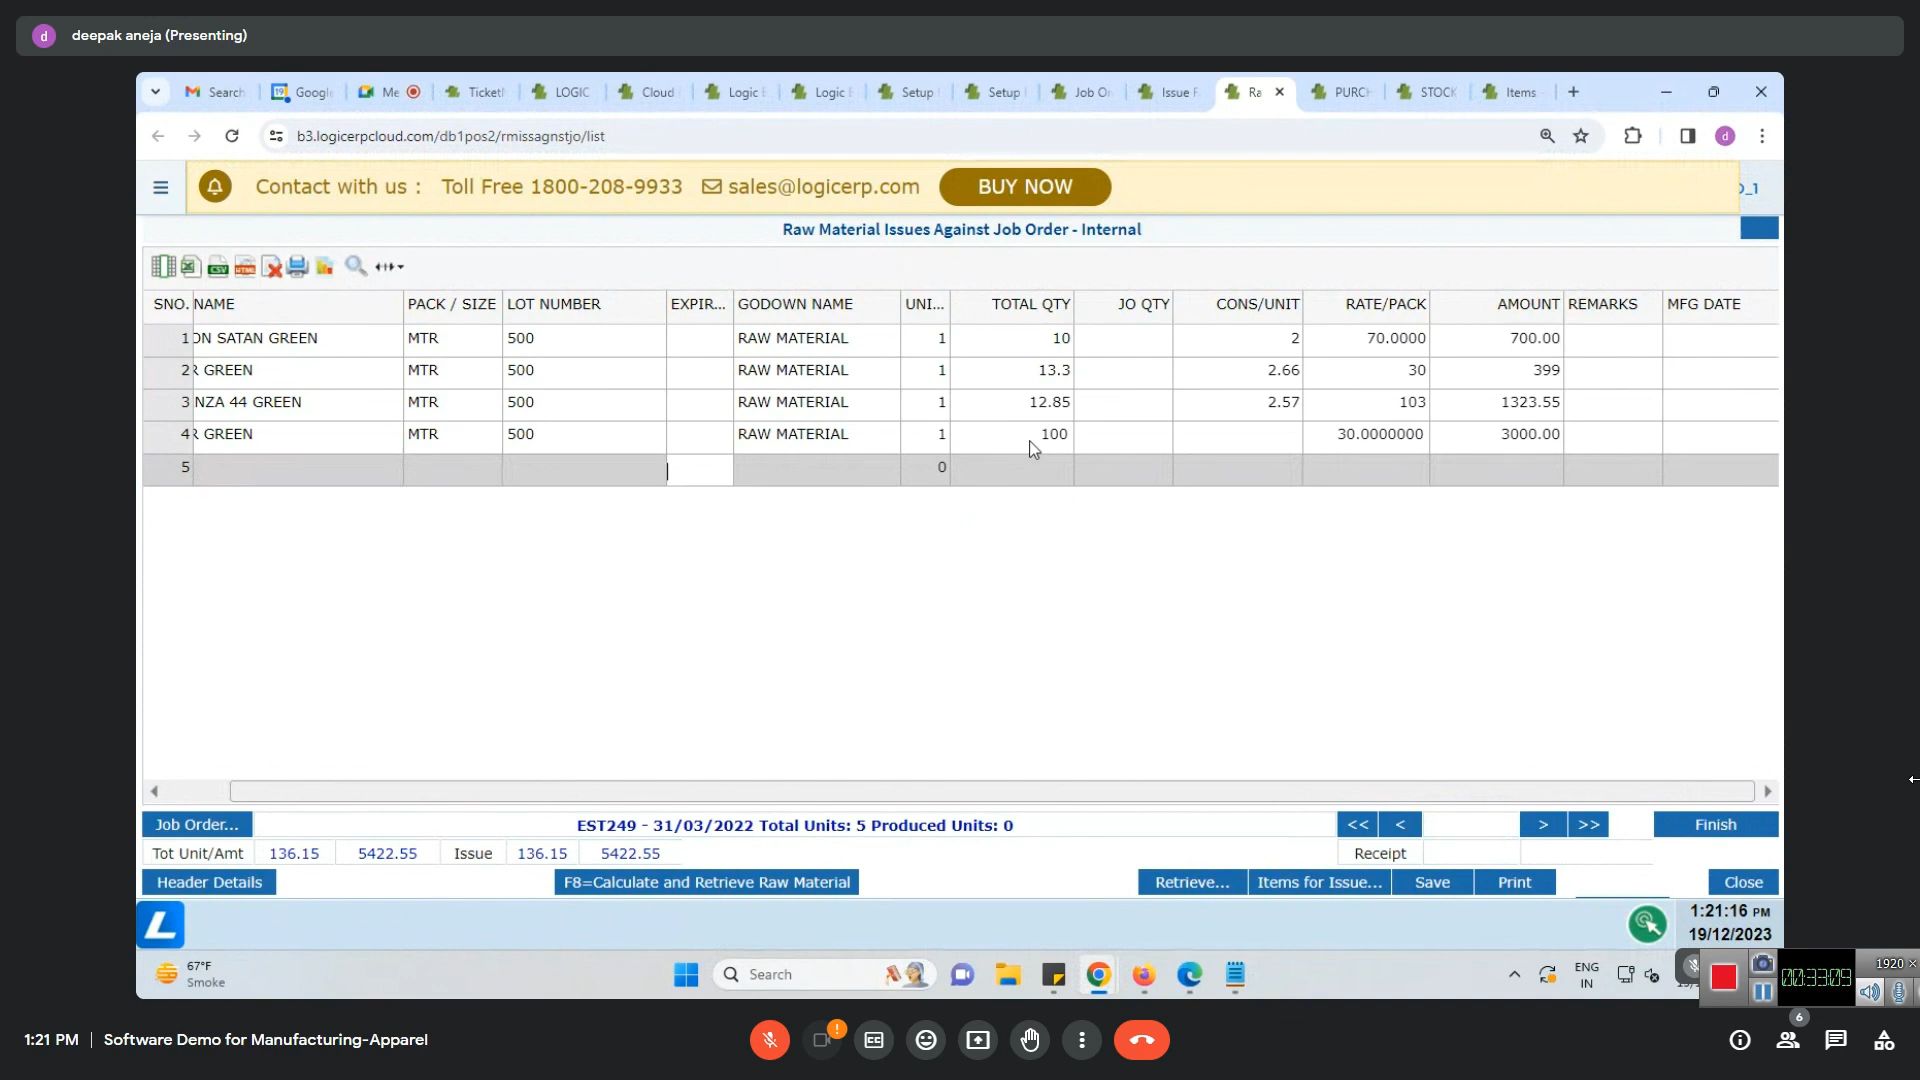 d deepak aneja (Presenting)
Search Google Me Ticket LOGIC Cloud Logic Logic Setup Setup Job Or Issue F Ra PURCH STOCK Items
b3.logicerpcloud.com/db1pos2/rmissagnstjo/list d
Contact with us : Toll Free 1800-208-9933 sales@logicerp.com BUY NOW
Raw Material Issues Against Job Order - Internal
SNO. NAME PACK / SIZE LOT NUMBER EXPIR... GODOWN NAME UNI... TOTAL QTY JO QTY CONS/UNIT RATE/PACK AMOUNT REMARKS MFG DATE
1 ON SATAN GREEN MTR 500 RAW MATERIAL 1 10 2 70.0000 700.00
2 R GREEN MTR 500 RAW MATERIAL 1 13.3 2.66 30 399
3 NZA 44 GREEN MTR 500 RAW MATERIAL 1 12.85 2.57 103 1323.55
4 R GREEN MTR 500 RAW MATERIAL 1 100 30.0000000 3000.00
5 0
Job Order... EST249 - 31/03/2022 Total Units: 5 Produced Units: 0 << < > >> Finish
Tot Unit/Amt 136.15 5422.55 Issue 136.15 5422.55 Receipt
Header Details F8=Calculate and Retrieve Raw Material Retrieve... Items for Issue... Save Print Close
1:21:16 PM
19/12/2023
67°F
Smoke
Search
ENG
IN
1920 ×
00:33:09
6
1:21 PM | Software Demo for Manufacturing-Apparel